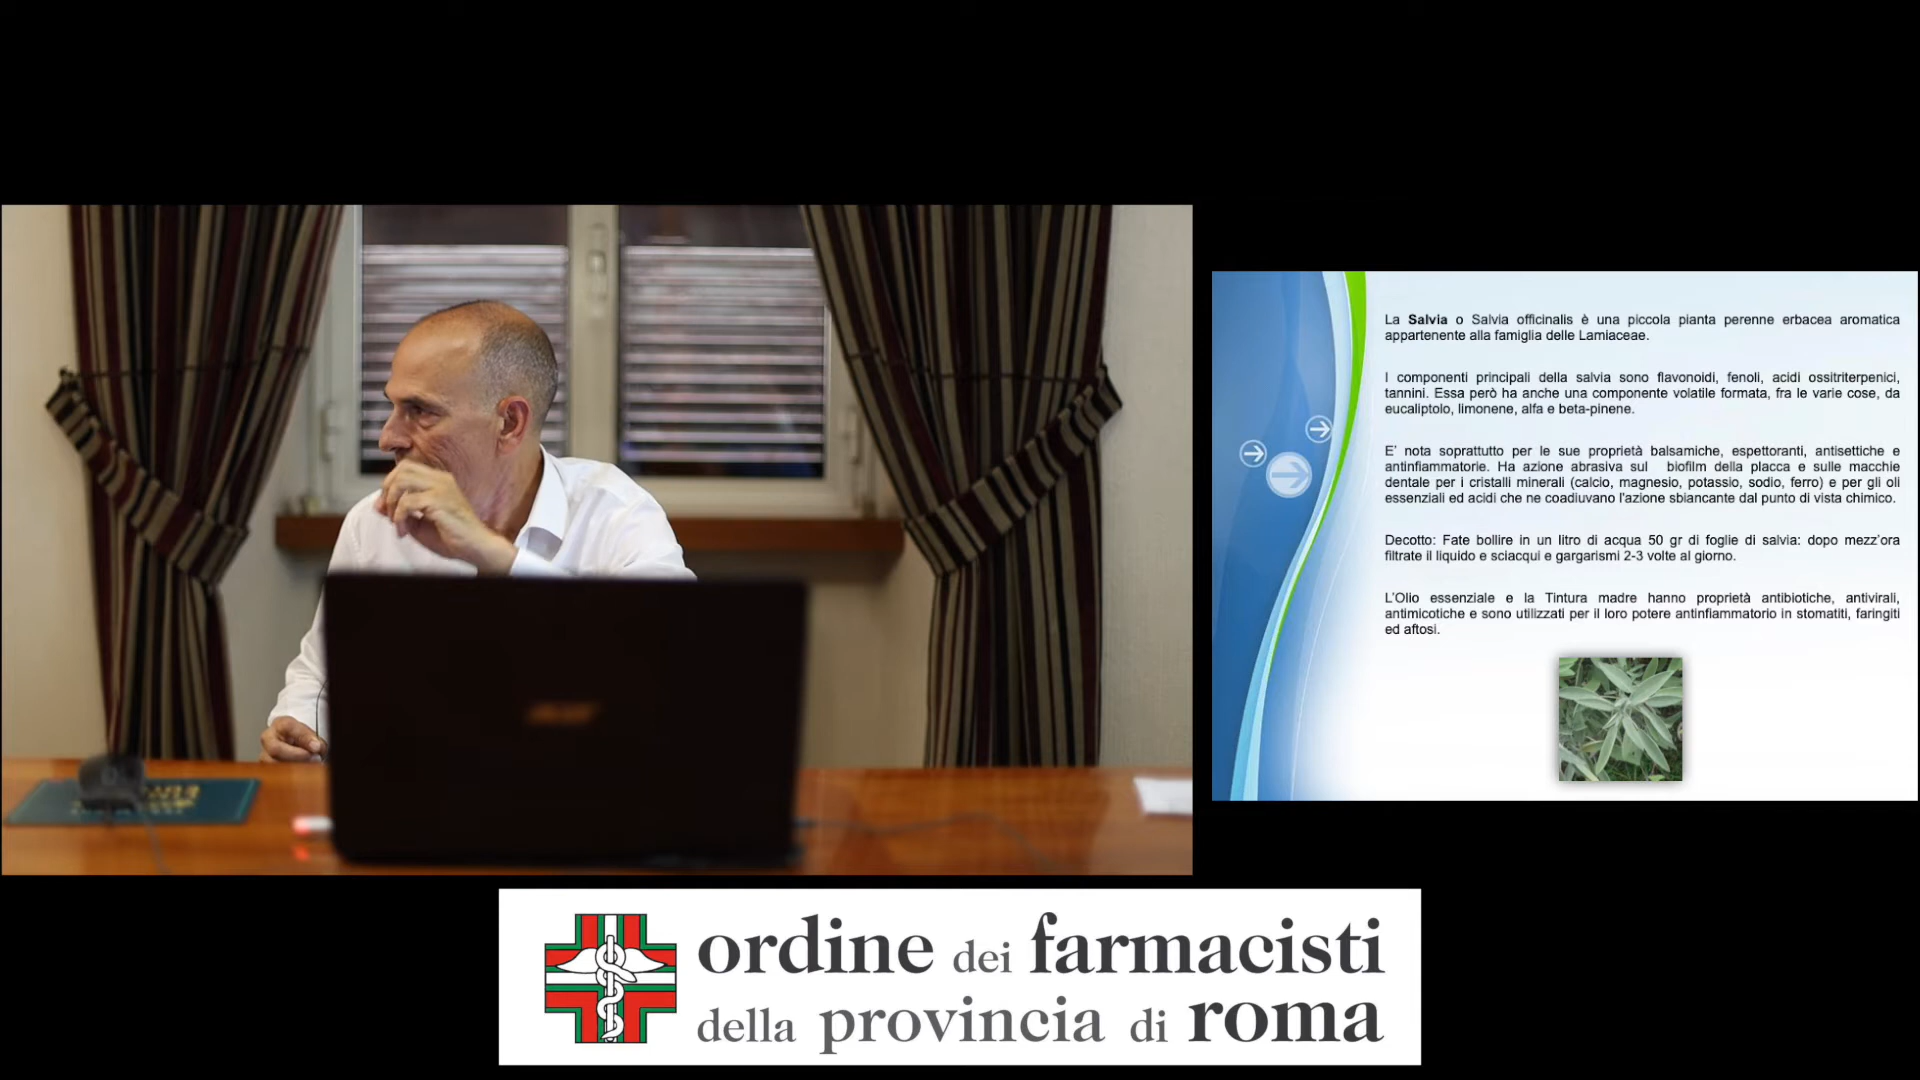 La Salvia o Salvia officinalis è una piccola pianta perenne erbacea aromatica
appartenente alla famiglia delle Lamiaceae.
I componenti principali della salvia sono flavonoidi, fenoli, acidi ossitriterpenici,
tannini. Essa però ha anche una componente volatile formata, fra le varie cose, da
eucaliptolo, limonene, alfa e beta-pinene.
E' nota soprattutto per le sue proprietà balsamiche, espettoranti, antisettiche e
antinfiammatorie. Ha azione abrasiva sul biofilm della placca e sulle macchie
dentale per i cristalli minerali (calcio, magnesio, potassio, sodio, ferro) e per gli oli
essenziali ed acidi che ne coadiuvano l'azione sbiancante dal punto di vista chimico.
Decotto: Fate bollire in un litro di acqua 50 gr di foglie di salvia: dopo mezz'ora
filtrate il liquido e sciacqui e gargarismi 2-3 volte al giorno.
L'Olio essenziale e la Tintura madre hanno proprietà antibiotiche, antivirali,
antimicotiche e sono utilizzati per il loro potere antinfiammatorio in stomatiti, faringiti
ed aftosi.
ordine dei farmacisti
della provincia di roma